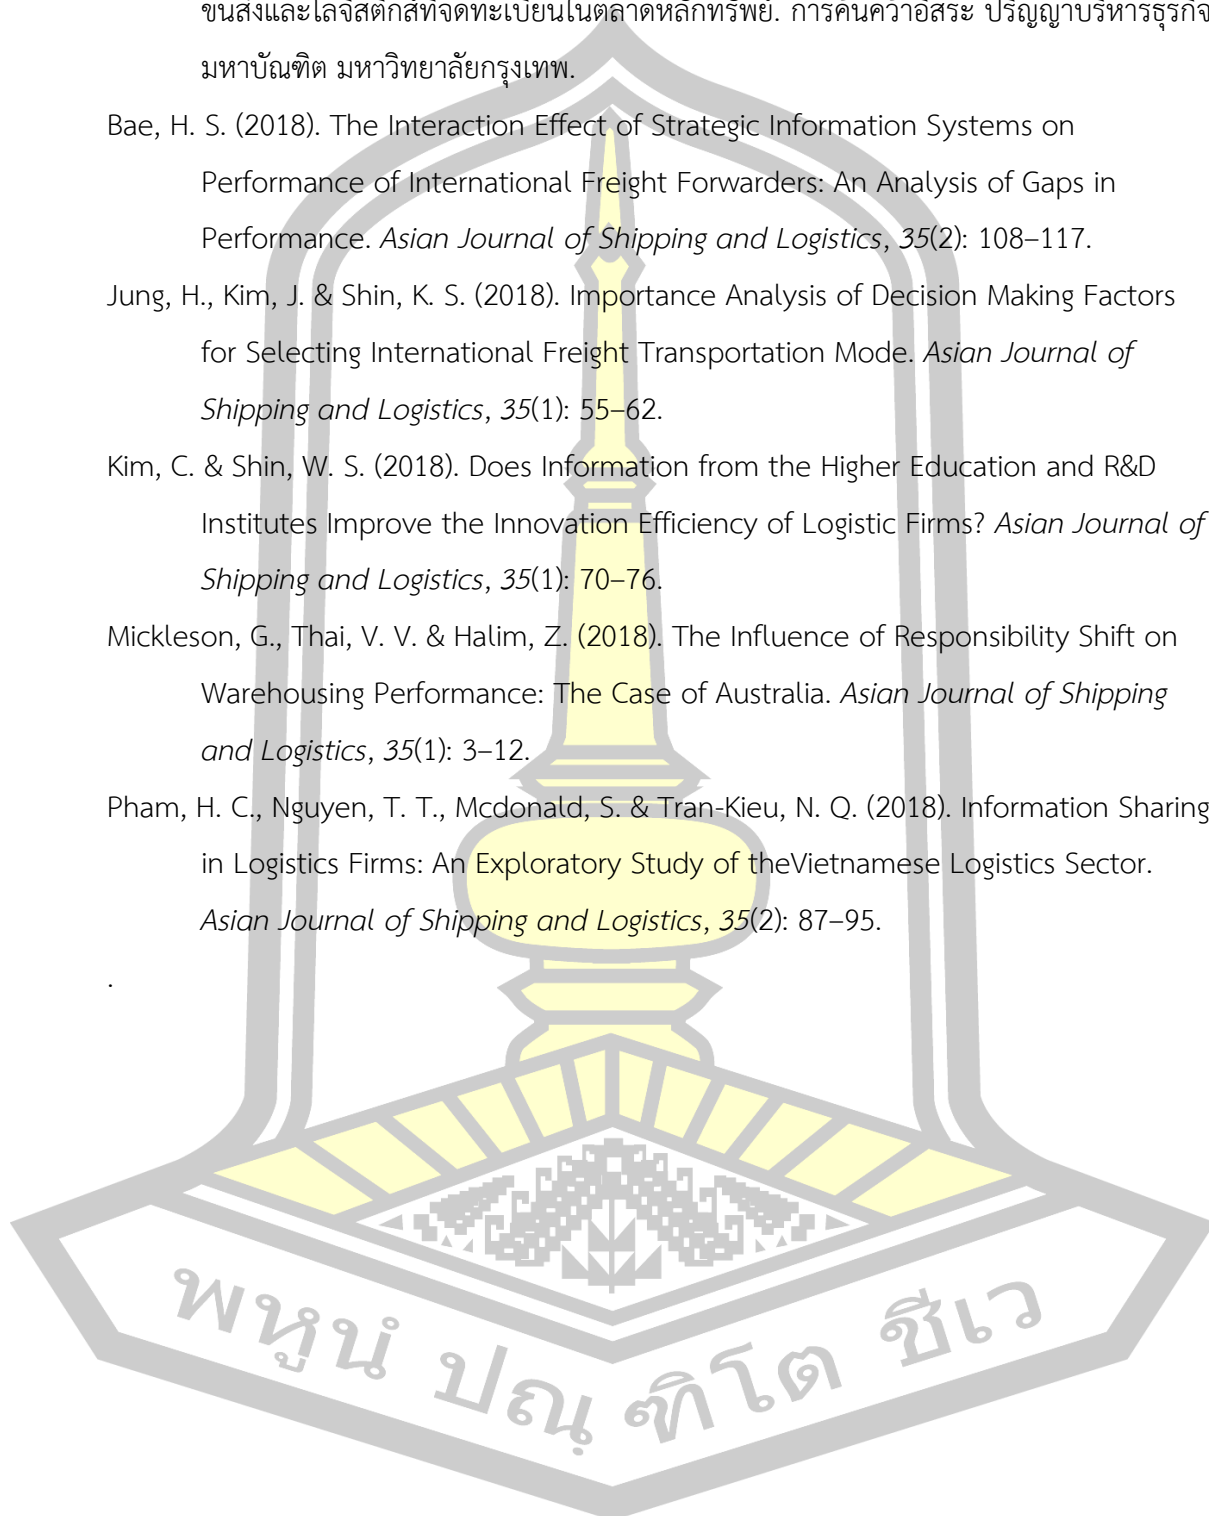 ขนส่งและโลจิสติกส์ที่จดทะเบียนในตลาดหลักทรัพย์. การค้นคว้าอิสระ ปริญญาบริหารธุรกิจ
มหาบัณฑิต มหาวิทยาลัยกรุงเทพ.
Bae, H. S. (2018). The Interaction Effect of Strategic Information Systems on
Performance of International Freight Forwarders: An Analysis of Gaps in
Performance. Asian Journal of Shipping and Logistics, 35(2): 108–117.
Jung, H., Kim, J. & Shin, K. S. (2018). Importance Analysis of Decision Making Factors
for Selecting International Freight Transportation Mode. Asian Journal of
Shipping and Logistics, 35(1): 55–62.
Kim, C. & Shin, W. S. (2018). Does Information from the Higher Education and R&D
Institutes Improve the Innovation Efficiency of Logistic Firms? Asian Journal of
Shipping and Logistics, 35(1): 70–76.
Mickleson, G., Thai, V. V. & Halim, Z. (2018). The Influence of Responsibility Shift on
Warehousing Performance: The Case of Australia. Asian Journal of Shipping
and Logistics, 35(1): 3–12.
Pham, H. C., Nguyen, T. T., Mcdonald, S. & Tran-Kieu, N. Q. (2018). Information Sharing
in Logistics Firms: An Exploratory Study of theVietnamese Logistics Sector.
Asian Journal of Shipping and Logistics, 35(2): 87–95.
.
พหูนํ ปณฺฑิโต ชีเว